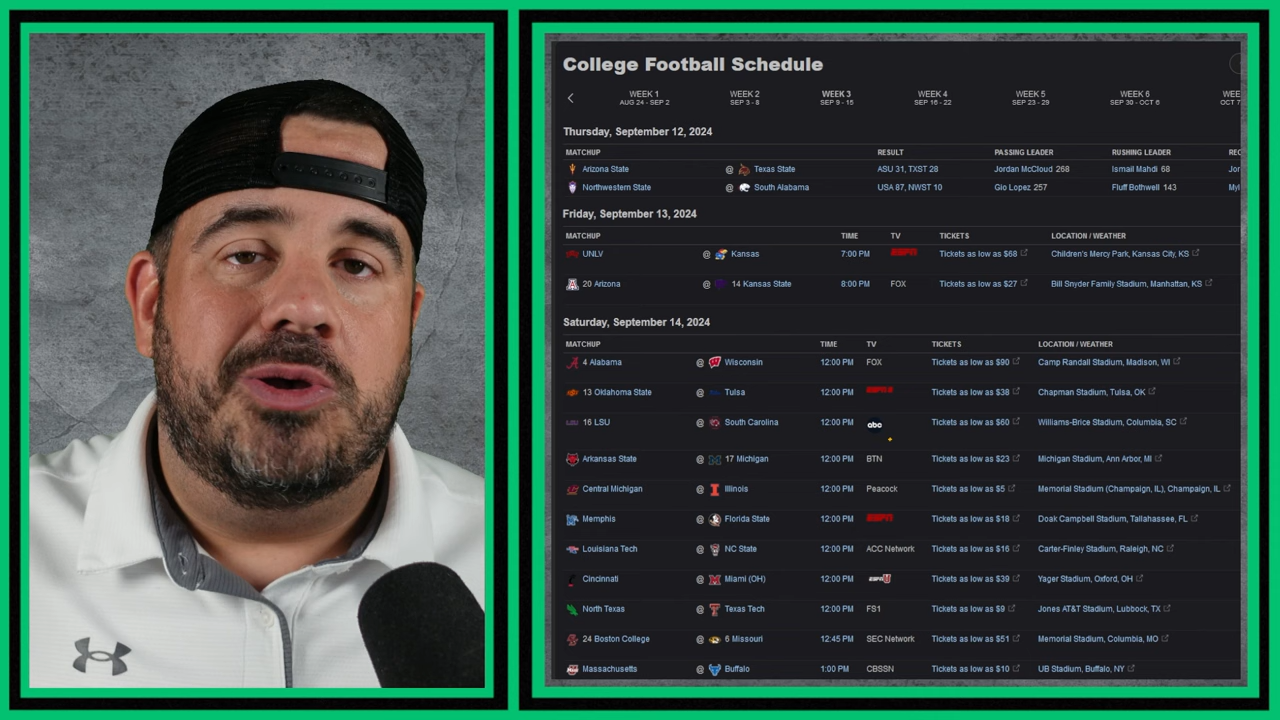 College Football Schedule
WEEK 1 WEEK 2 WEEK 3 WEEK 4 WEEK 5 WEEK 6 WEE
AUG 24 - SEP 2 SEP 3 - 8 SEP 9 - 15 SEP 16 - 22 SEP 23 - 29 SEP 30 - OCT 6 OCT 7
Thursday, September 12, 2024
MATCHUP RESULT PASSING LEADER RUSHING LEADER REC
Arizona State @ Texas State ASU 31, TXST 28 Jordan McCloud 268 Ismail Mahdi 68 Jor
Northwestern State @ South Alabama USA 87, NWST 10 Gio Lopez 257 Fluff Bothwell 143 Myl
Friday, September 13, 2024
MATCHUP TIME TV TICKETS LOCATION / WEATHER
UNLV @ Kansas 7:00 PM ESPN Tickets as low as $68 Children's Mercy Park, Kansas City, KS
20 Arizona @ 14 Kansas State 8:00 PM FOX Tickets as low as $27 Bill Snyder Family Stadium, Manhattan, KS
Saturday, September 14, 2024
MATCHUP TIME TV TICKETS LOCATION / WEATHER
4 Alabama @ Wisconsin 12:00 PM FOX Tickets as low as $90 Camp Randall Stadium, Madison, WI
13 Oklahoma State @ Tulsa 12:00 PM Tickets as low as $38 Chapman Stadium, Tulsa, OK
16 LSU @ South Carolina 12:00 PM abc Tickets as low as $60 Williams-Brice Stadium, Columbia, SC
Arkansas State @ 17 Michigan 12:00 PM BTN Tickets as low as $23 Michigan Stadium, Ann Arbor, MI
Central Michigan @ Illinois 12:00 PM Peacock Tickets as low as $5 Memorial Stadium (Champaign, IL), Champaign, IL
Memphis @ Florida State 12:00 PM ESPN Tickets as low as $18 Doak Campbell Stadium, Tallahassee, FL
Louisiana Tech @ NC State 12:00 PM ACC Network Tickets as low as $16 Carter-Finley Stadium, Raleigh, NC
Cincinnati @ Miami (OH) 12:00 PM ESPNU Tickets as low as $39 Yager Stadium, Oxford, OH
North Texas @ Texas Tech 12:00 PM FS1 Tickets as low as $9 Jones AT&T Stadium, Lubbock, TX
24 Boston College @ 6 Missouri 12:45 PM SEC Network Tickets as low as $51 Memorial Stadium, Columbia, MO
Massachusetts @ Buffalo 1:00 PM CBSSN Tickets as low as $10 UB Stadium, Buffalo, NY